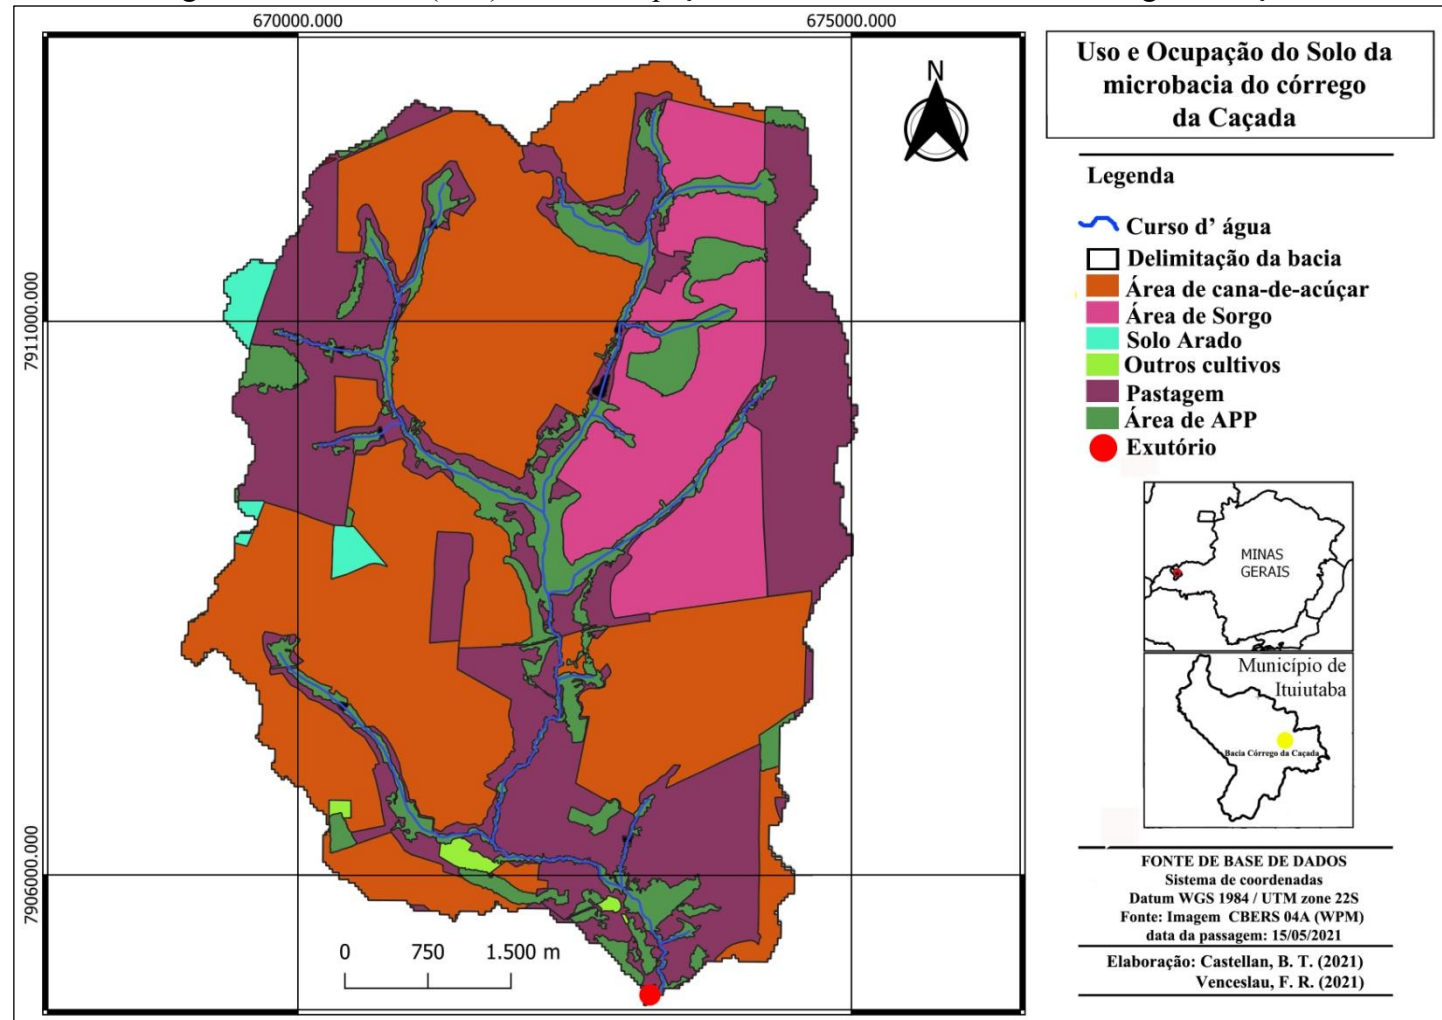 670000.000
675000.000
7911000.000
7906000.000
N
0 750 1.500 m
Uso e Ocupação do Solo da
microbacia do córrego
da Caçada
Legenda
Curso d’ água
Delimitação da bacia
Área de cana-de-acúçar
Área de Sorgo
Solo Arado
Outros cultivos
Pastagem
Área de APP
Exutório
MINAS
GERAIS
Município de
Ituiutaba
Bacia Córrego da Caçada
FONTE DE BASE DE DADOS
Sistema de coordenadas
Datum WGS 1984 / UTM zone 22S
Fonte: Imagem CBERS 04A (WPM)
data da passagem: 15/05/2021
Elaboração: Castellan, B. T. (2021)
Venceslau, F. R. (2021)